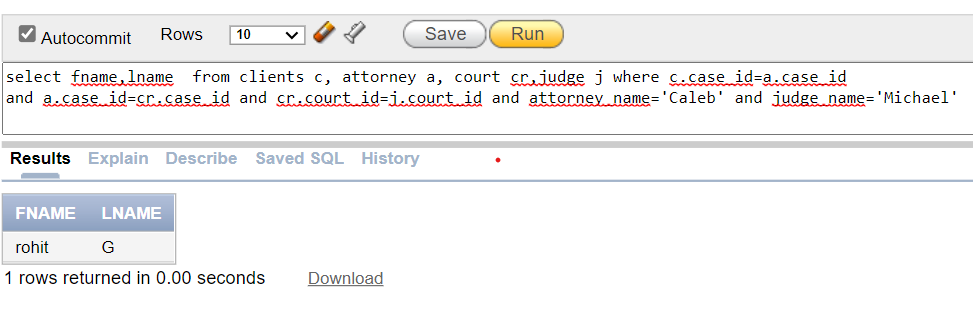 Autocommit Rows 10 Save Run
select fname,lname  from clients c, attorney a, court cr,judge j where c.case_id=a.case_id
and a.case_id=cr.case_id and cr.court_id=j.court_id and attorney_name='Caleb' and judge_name='Michael'
Results Explain Describe Saved SQL History
FNAME LNAME
rohit G
1 rows returned in 0.00 seconds Download